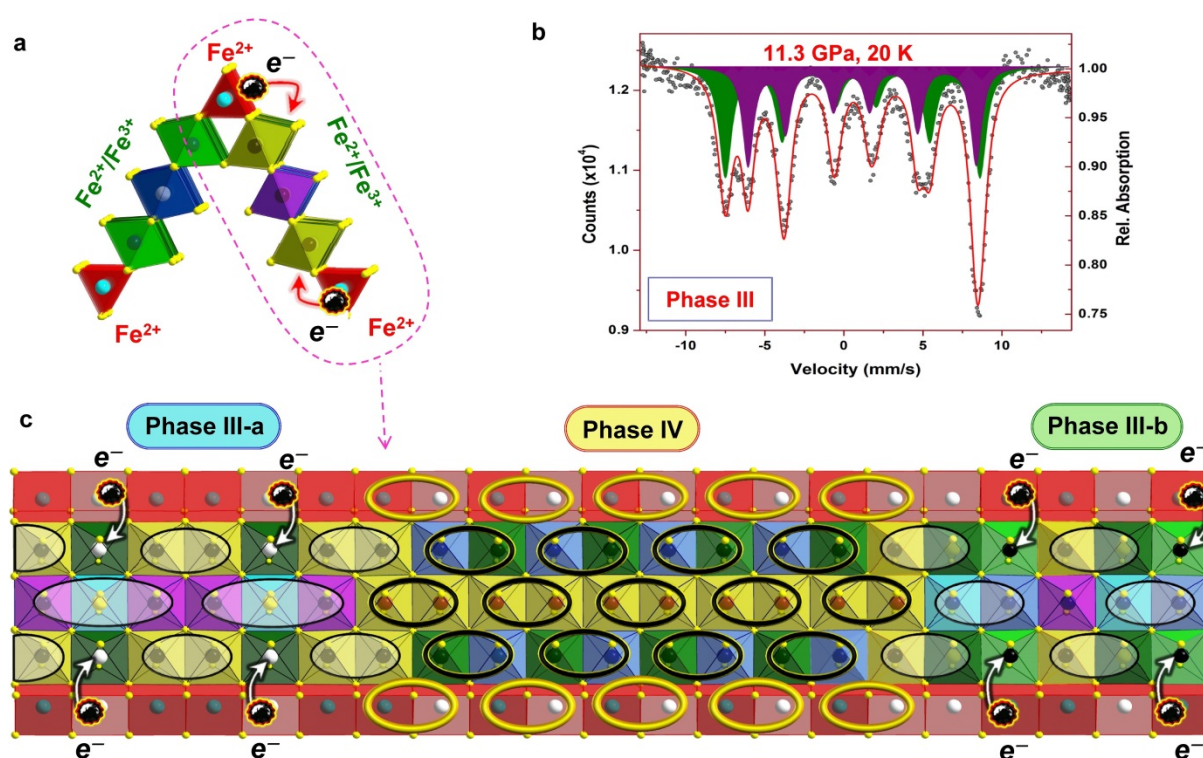 a
Fe2+
e–
Fe2+/Fe3+
Fe2+/Fe3+
e–
Fe2+
Fe2+
b
11.3 GPa, 20 K
Counts (x10⁴)
1.2
1.1
1.0
0.9
1.00
0.95
0.90
0.85
0.80
0.75
Rel. Absorption
Phase III
-10
-5
0
5
10
Velocity (mm/s)
c
Phase III-a
Phase IV
Phase III-b
e–
e–
e–
e–
e–
e–
e–
e–